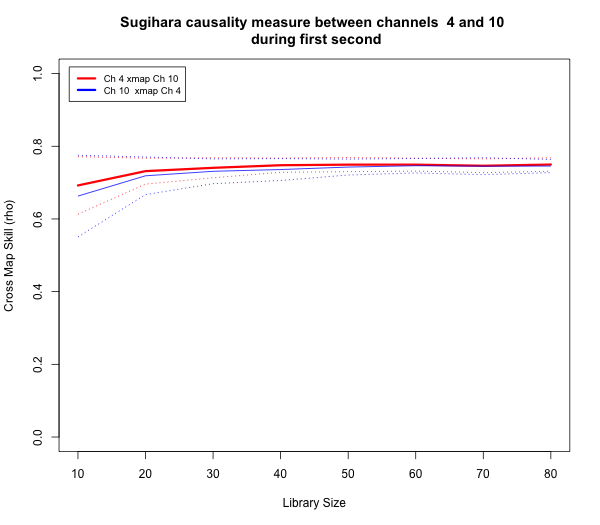 Sugihara causality measure between channels  4 and 10
during first second
Ch 4 xmap Ch 10
Ch 10  xmap Ch 4
Cross Map Skill (rho)
1.0
0.8
0.6
0.4
0.2
0.0
10 20 30 40 50 60 70 80
Library Size